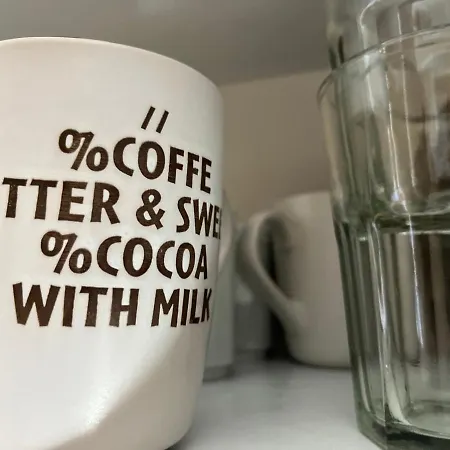 %COFFE
TTER & SWE
%COCOA
WITH MILK